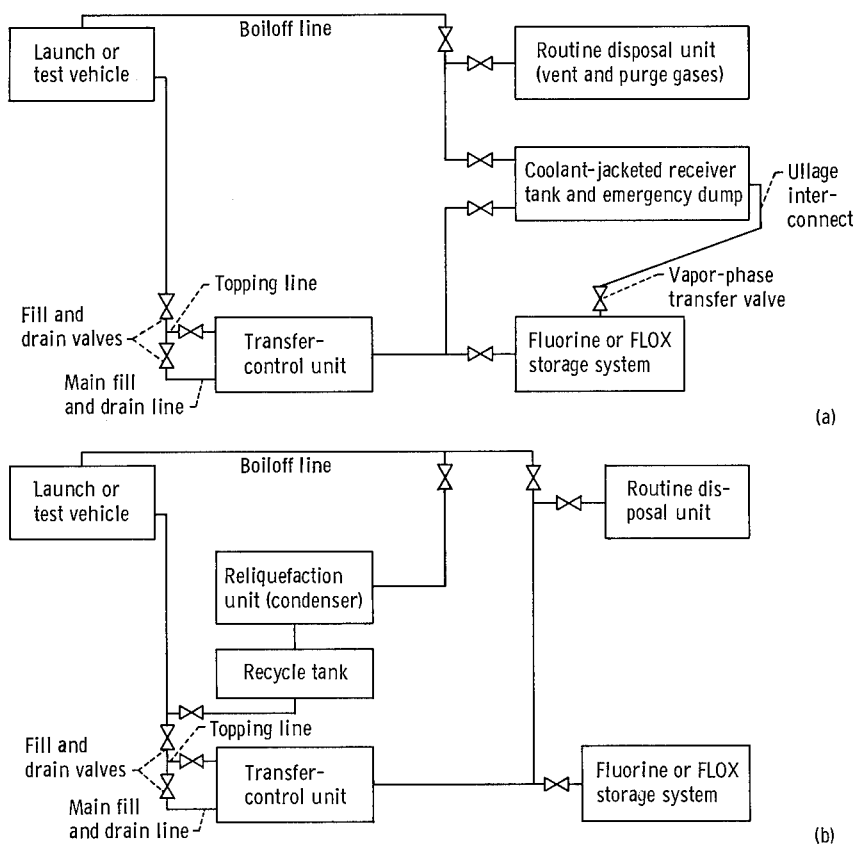 Boiloff line
Launch or
test vehicle
Routine disposal unit
(vent and purge gases)
Coolant-jacketed receiver
tank and emergency dump
Ullage
inter-
connect
Vapor-phase
transfer valve
Topping line
Fill and
drain valves
Transfer-
control unit
Fluorine or FLOX
storage system
Main fill
and drain line
(a)
Boiloff line
Launch or
test vehicle
Routine dis-
posal unit
Reliquefaction
unit (condenser)
Recycle tank
Topping line
Fill and
drain valves
Transfer-
control unit
Fluorine or FLOX
storage system
Main fill
and drain line
(b)